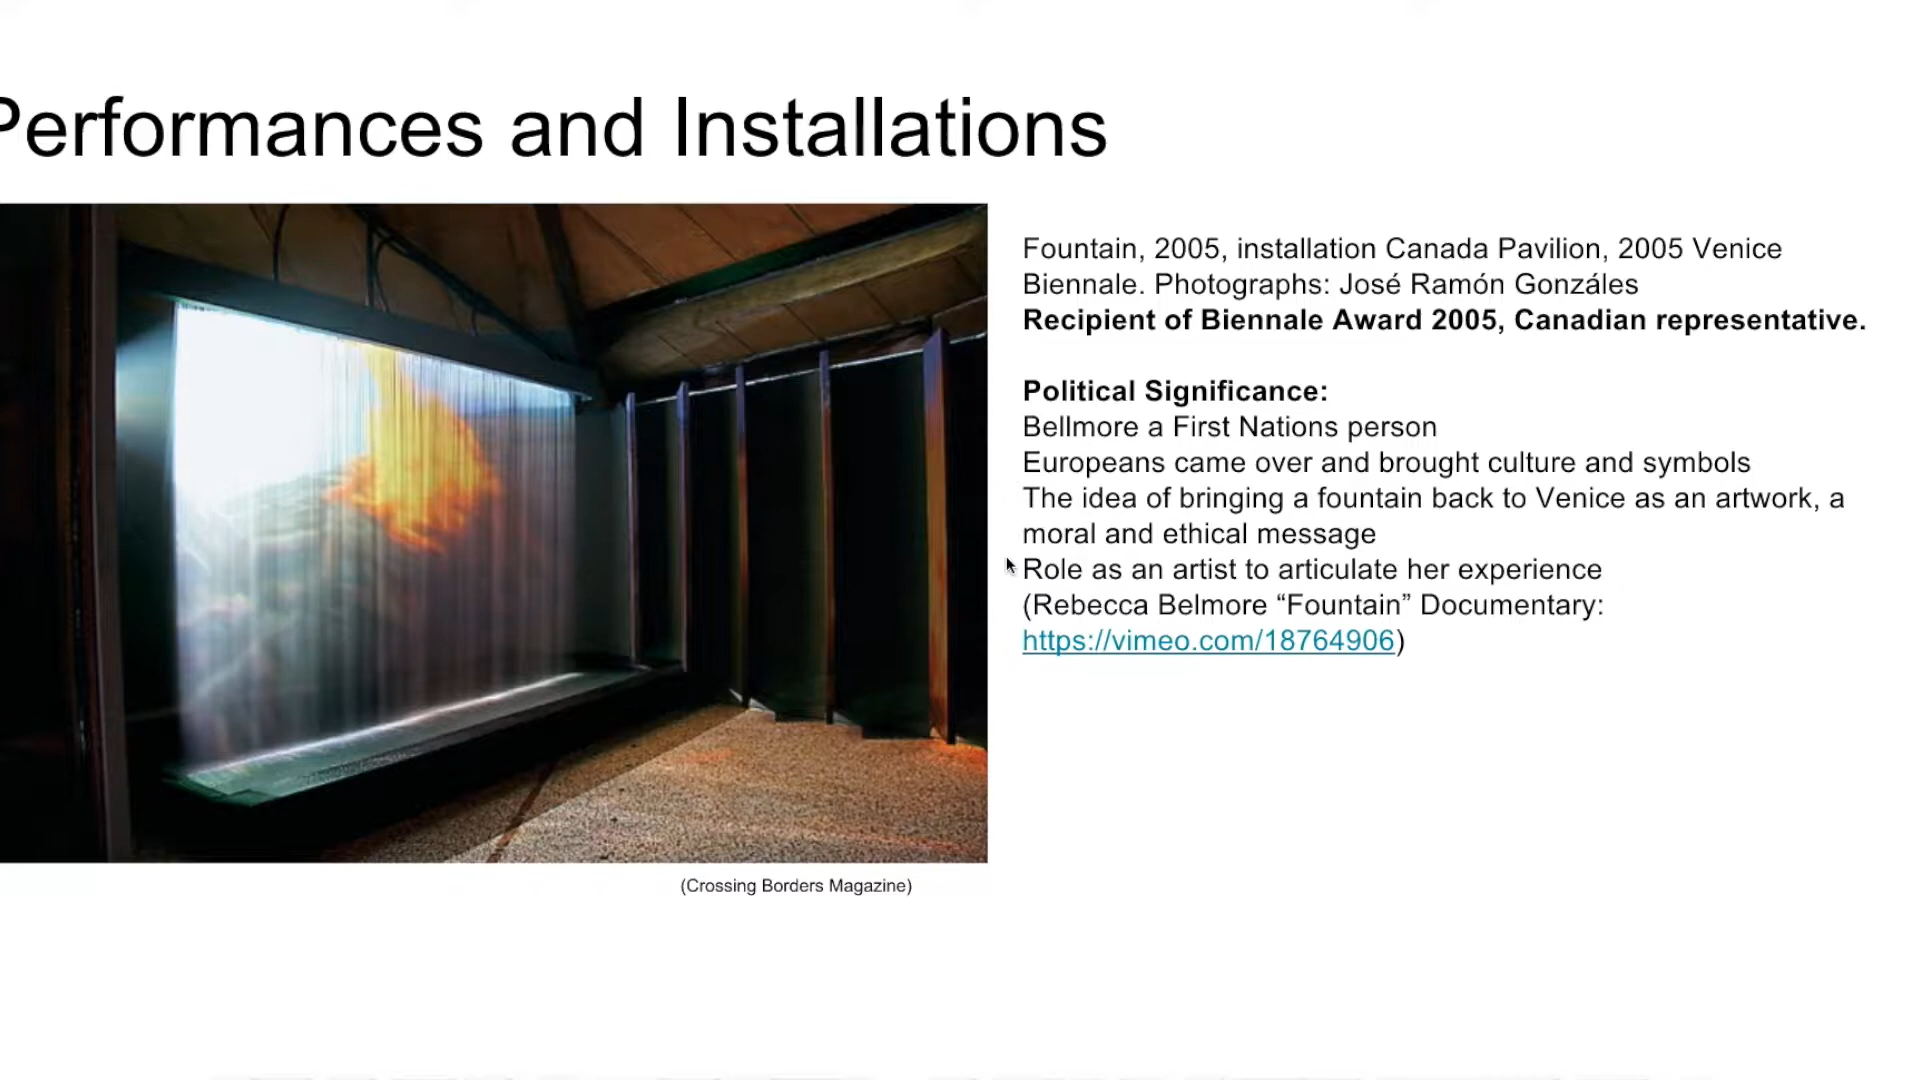 Performances and Installations
Fountain, 2005, installation Canada Pavilion, 2005 Venice
Biennale. Photographs: José Ramón Gonzáles
Recipient of Biennale Award 2005, Canadian representative.
Political Significance:
Bellmore a First Nations person
Europeans came over and brought culture and symbols
The idea of bringing a fountain back to Venice as an artwork, a
moral and ethical message
Role as an artist to articulate her experience
(Rebecca Belmore “Fountain” Documentary:
https://vimeo.com/18764906)
(Crossing Borders Magazine)